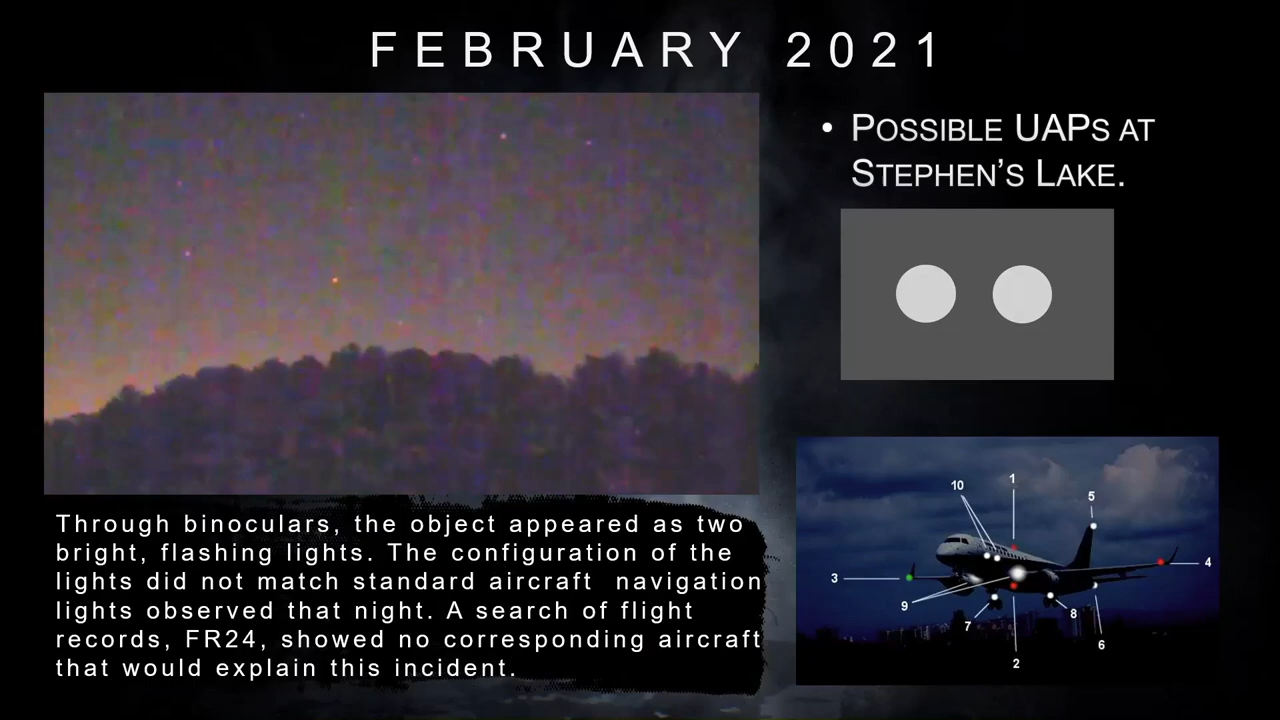 FEBRUARY 2021
• POSSIBLE UAPS AT
STEPHEN'S LAKE.
Through binoculars, the object appeared as two
bright, flashing lights. The configuration of the
lights did not match standard aircraft navigation
lights observed that night. A search of flight
records, FR24, showed no corresponding aircraft
that would explain this incident.
10
1
5
3
4
9
7
8
6
2